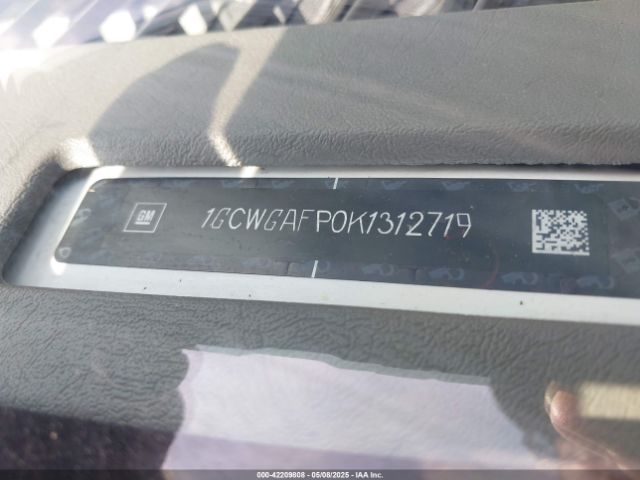 GM
1GCWGAFP0K1312719
000-42209808 - 05/08/2025 - IAA Inc.